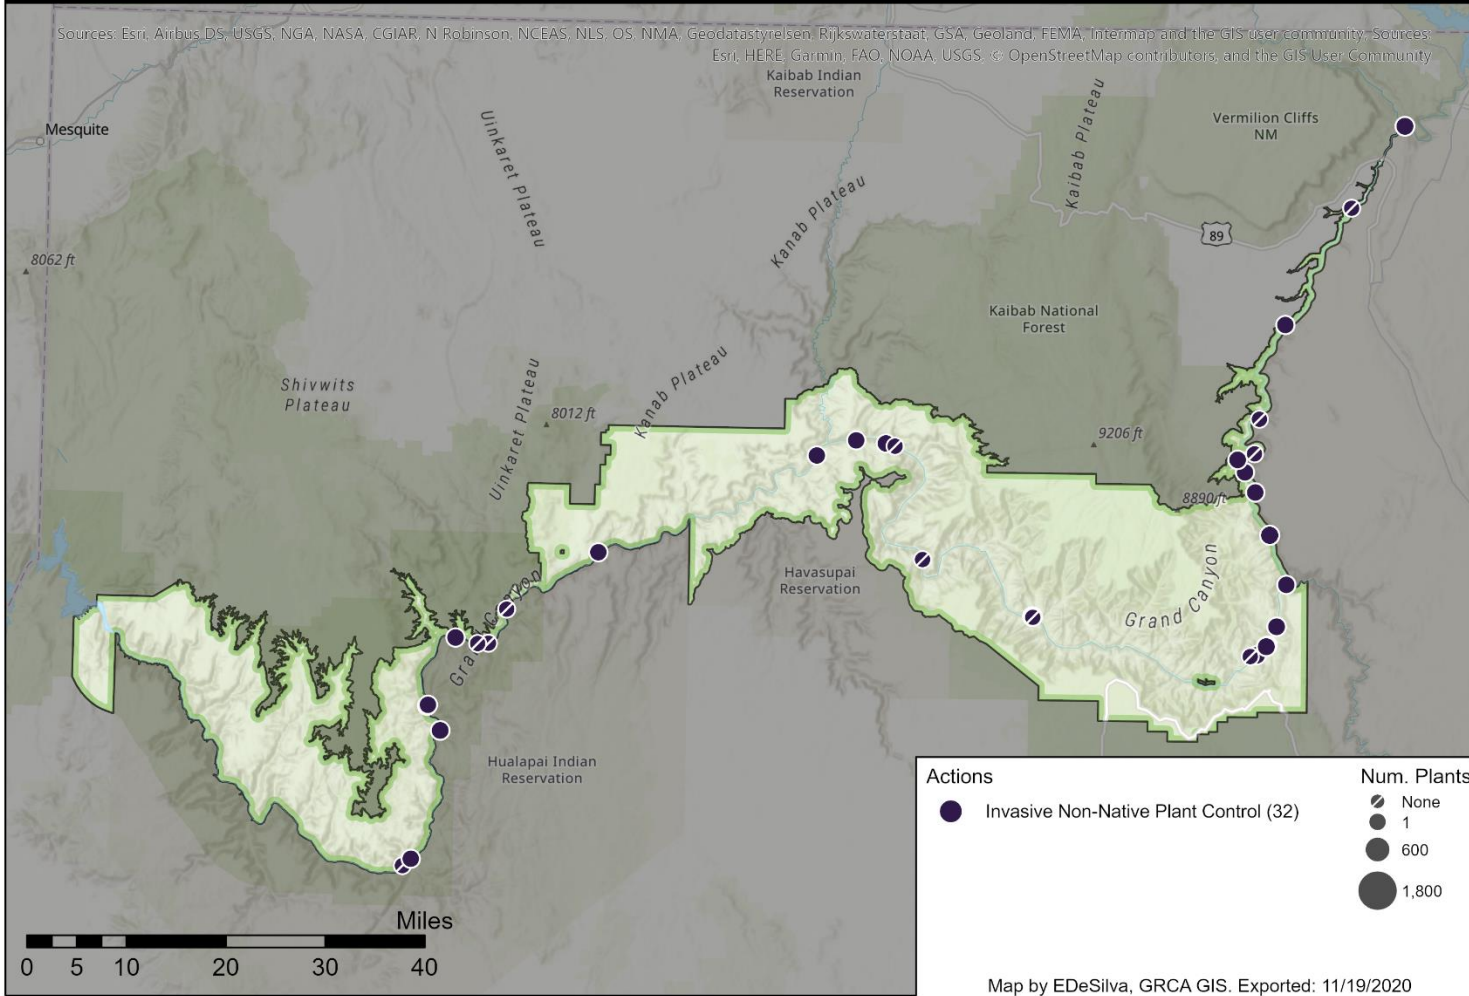 Sources: Esri, Airbus DS, USGS, NGA, NASA, CGIAR, N Robinson, NCEAS, NLS, OS, NMA, Geodatastyrelsen, Rijkswaterstaat, GSA, Geoland, FEMA, Intermap and the GIS user community, Sources:
Esri, HERE, Garmin, FAO, NOAA, USGS, © OpenStreetMap contributors, and the GIS User Community
Kaibab Indian
Reservation
Mesquite
Uinkaret Plateau
Kanab Plateau
Kaibab Plateau
Vermilion Cliffs
NM
89
8062 ft
Kaibab National
Forest
Shivwits
Plateau
Uinkaret Plateau
8012 ft
Kanab Plateau
9206 ft
8890 ft
Grand Canyon
Havasupai
Reservation
Grand Canyon
Hualapai Indian
Reservation
Miles
0 5 10 20 30 40
Actions
Invasive Non-Native Plant Control (32)
Num. Plants
None
1
600
1,800
Map by EDeSilva, GRCA GIS. Exported: 11/19/2020